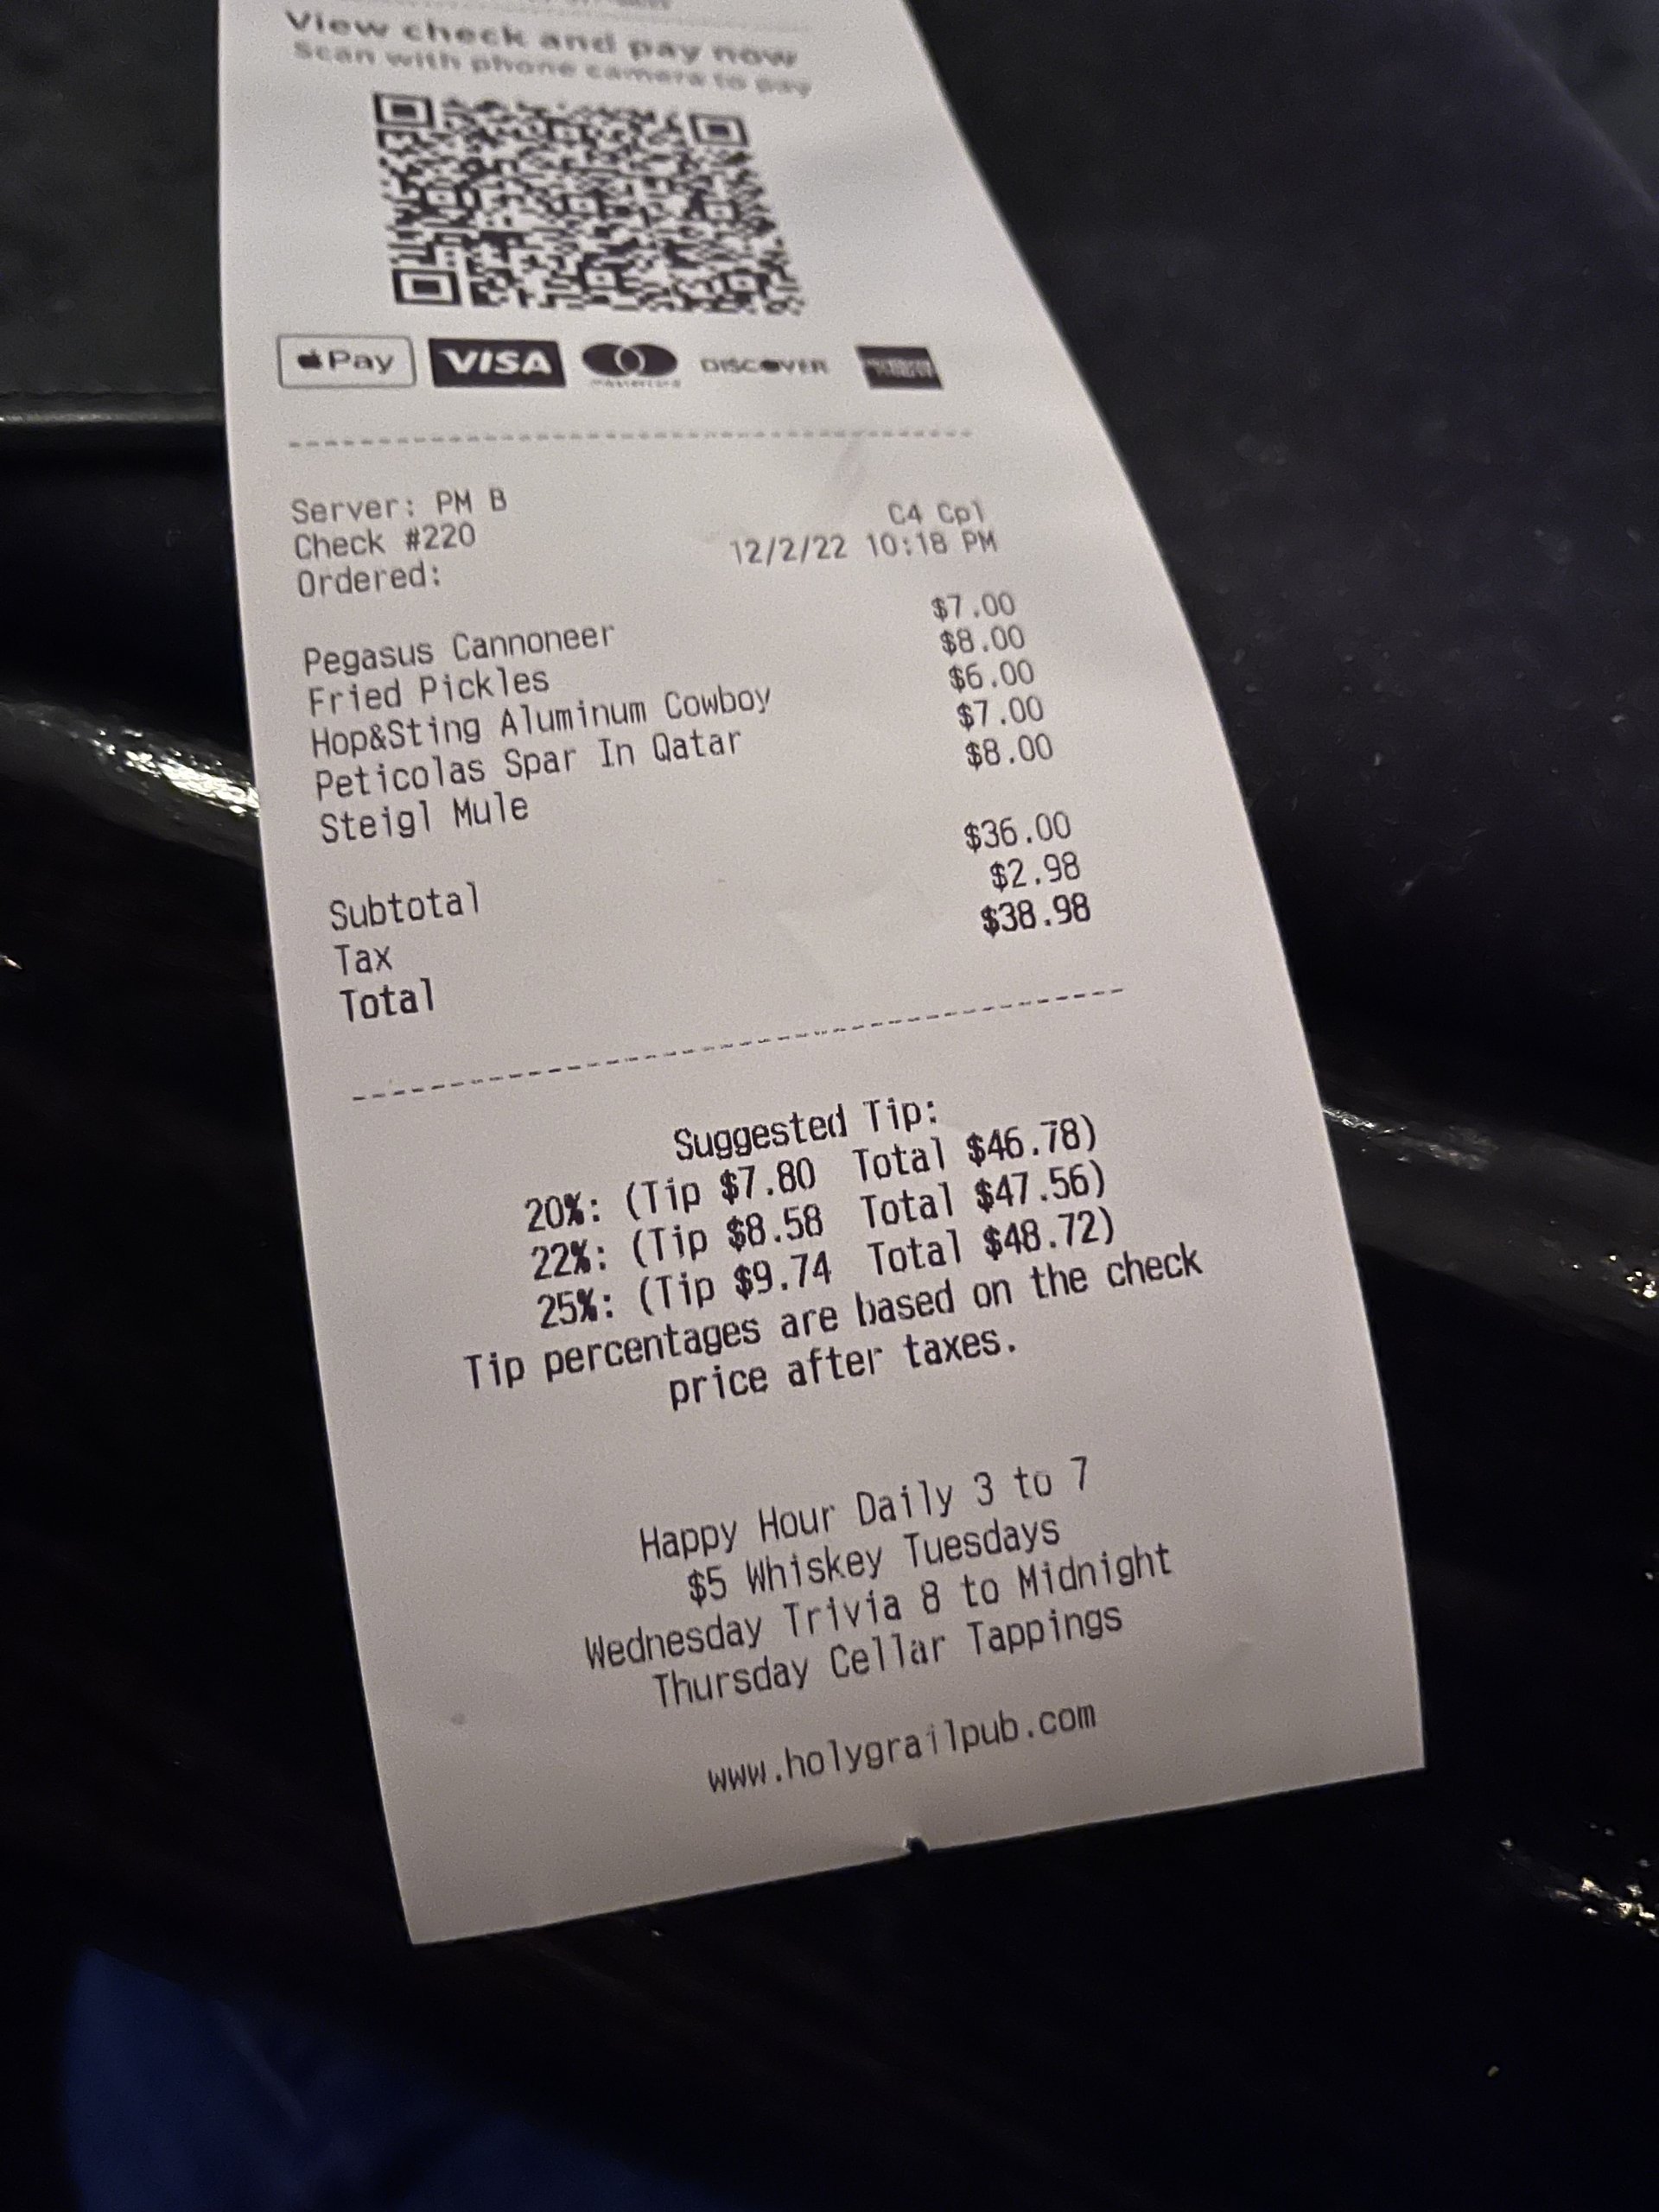 View check and pay now
Scan with phone camera to pay
Pay VISA mastercard DISCOVER
Server: PM B C4 Cpl
Check #220 12/2/22 10:18 PM
Ordered:
Pegasus Cannoneer $7.00
Fried Pickles $8.00
Hop&Sting Aluminum Cowboy $6.00
Peticolas Spar In Qatar $7.00
Steigl Mule $8.00
Subtotal $36.00
Tax $2.98
Total $38.98
Suggested Tip:
20%: (Tip $7.80 Total $46.78)
22%: (Tip $8.58 Total $47.56)
25%: (Tip $9.74 Total $48.72)
Tip percentages are based on the check
price after taxes.
Happy Hour Daily 3 to 7
$5 Whiskey Tuesdays
Wednesday Trivia 8 to Midnight
Thursday Cellar Tappings
www.holygrailpub.com